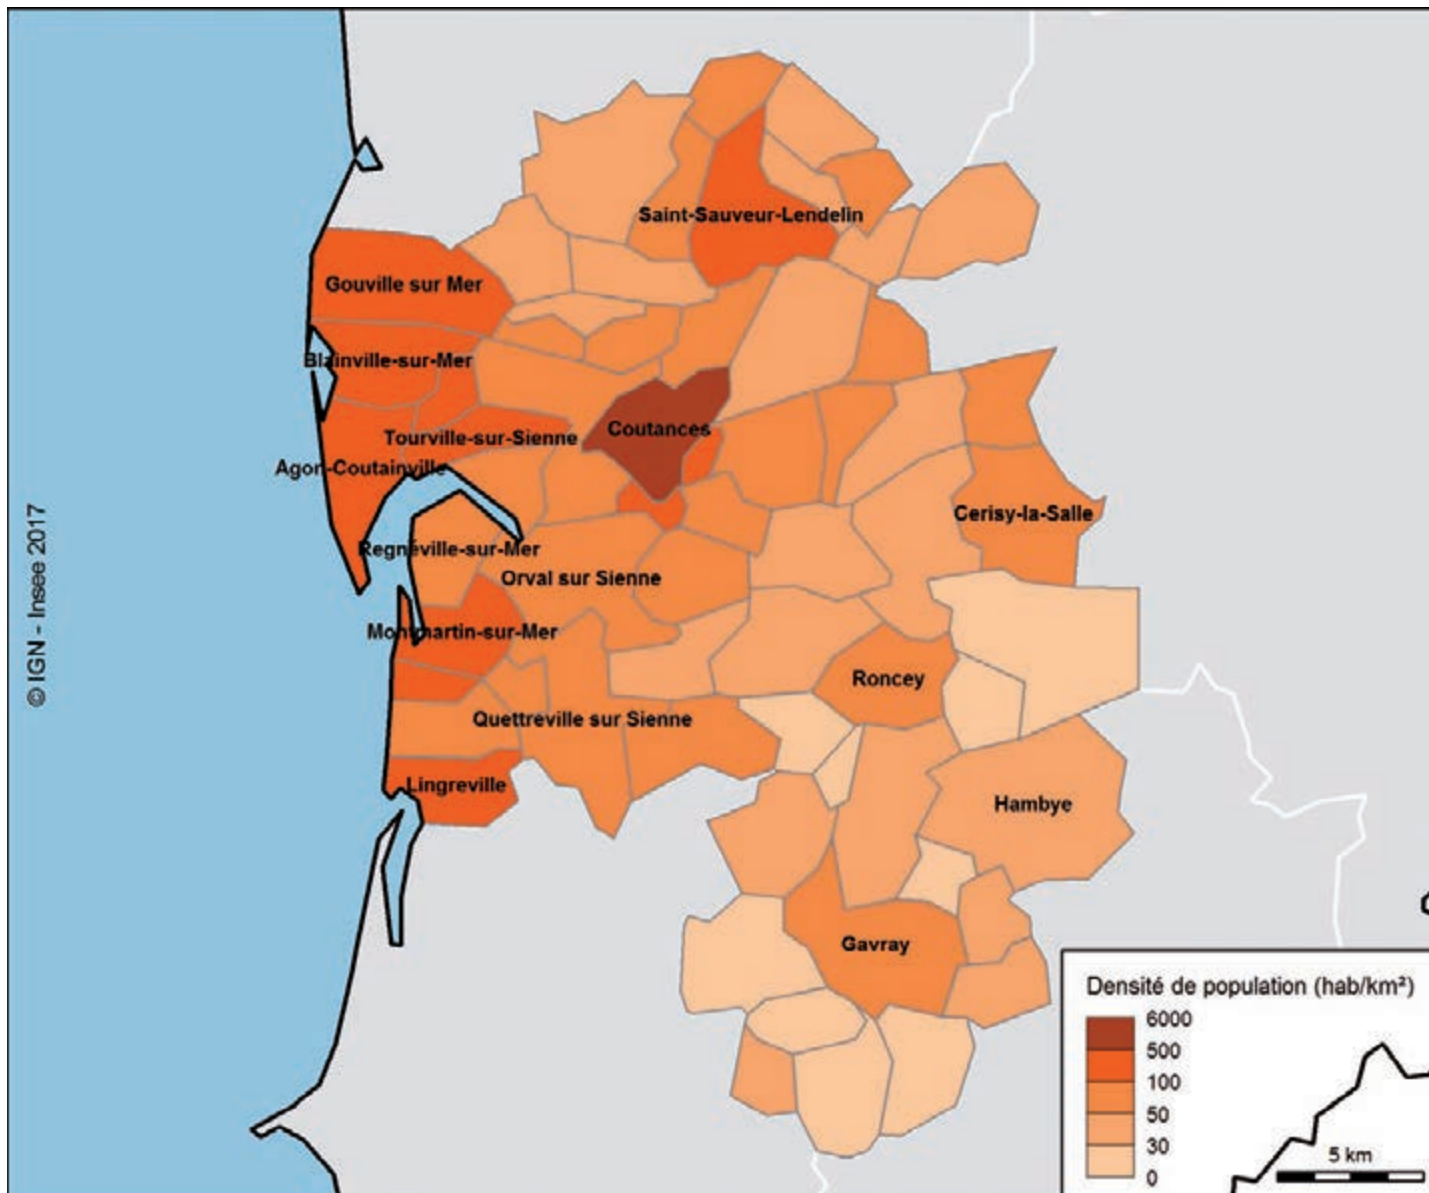 Saint-Sauveur-Lendelin
Gouville sur Mer
Blainville-sur-Mer
Coutances
Tourville-sur-Sienne
Agon-Coutainville
Cerisy-la-Salle
© IGN - Insee 2017
Regnéville-sur-Mer
Orval sur Sienne
Montmartin-sur-Mer
Roncey
Quettreville sur Sienne
Lingreville
Hambye
Gavray
Densité de population (hab/km²)
6000
500
100
50
30
0
5 km